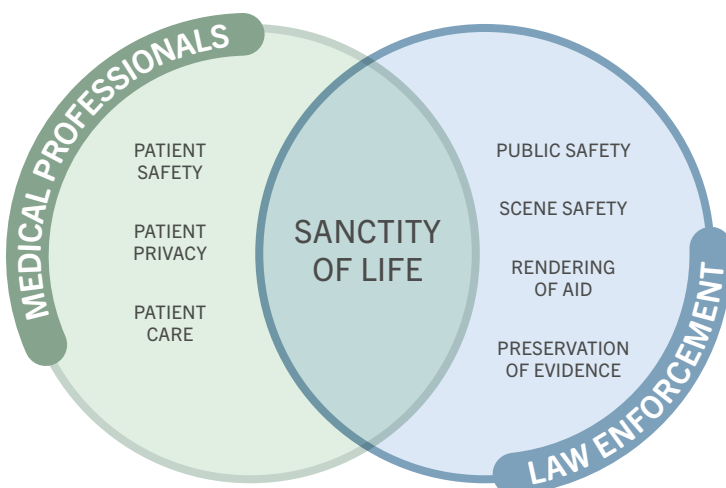 MEDICAL PROFESSIONALS
PATIENT
SAFETY
PATIENT
PRIVACY
PATIENT
CARE
SANCTITY
OF LIFE
PUBLIC SAFETY
SCENE SAFETY
RENDERING
OF AID
PRESERVATION
OF EVIDENCE
LAW ENFORCEMENT